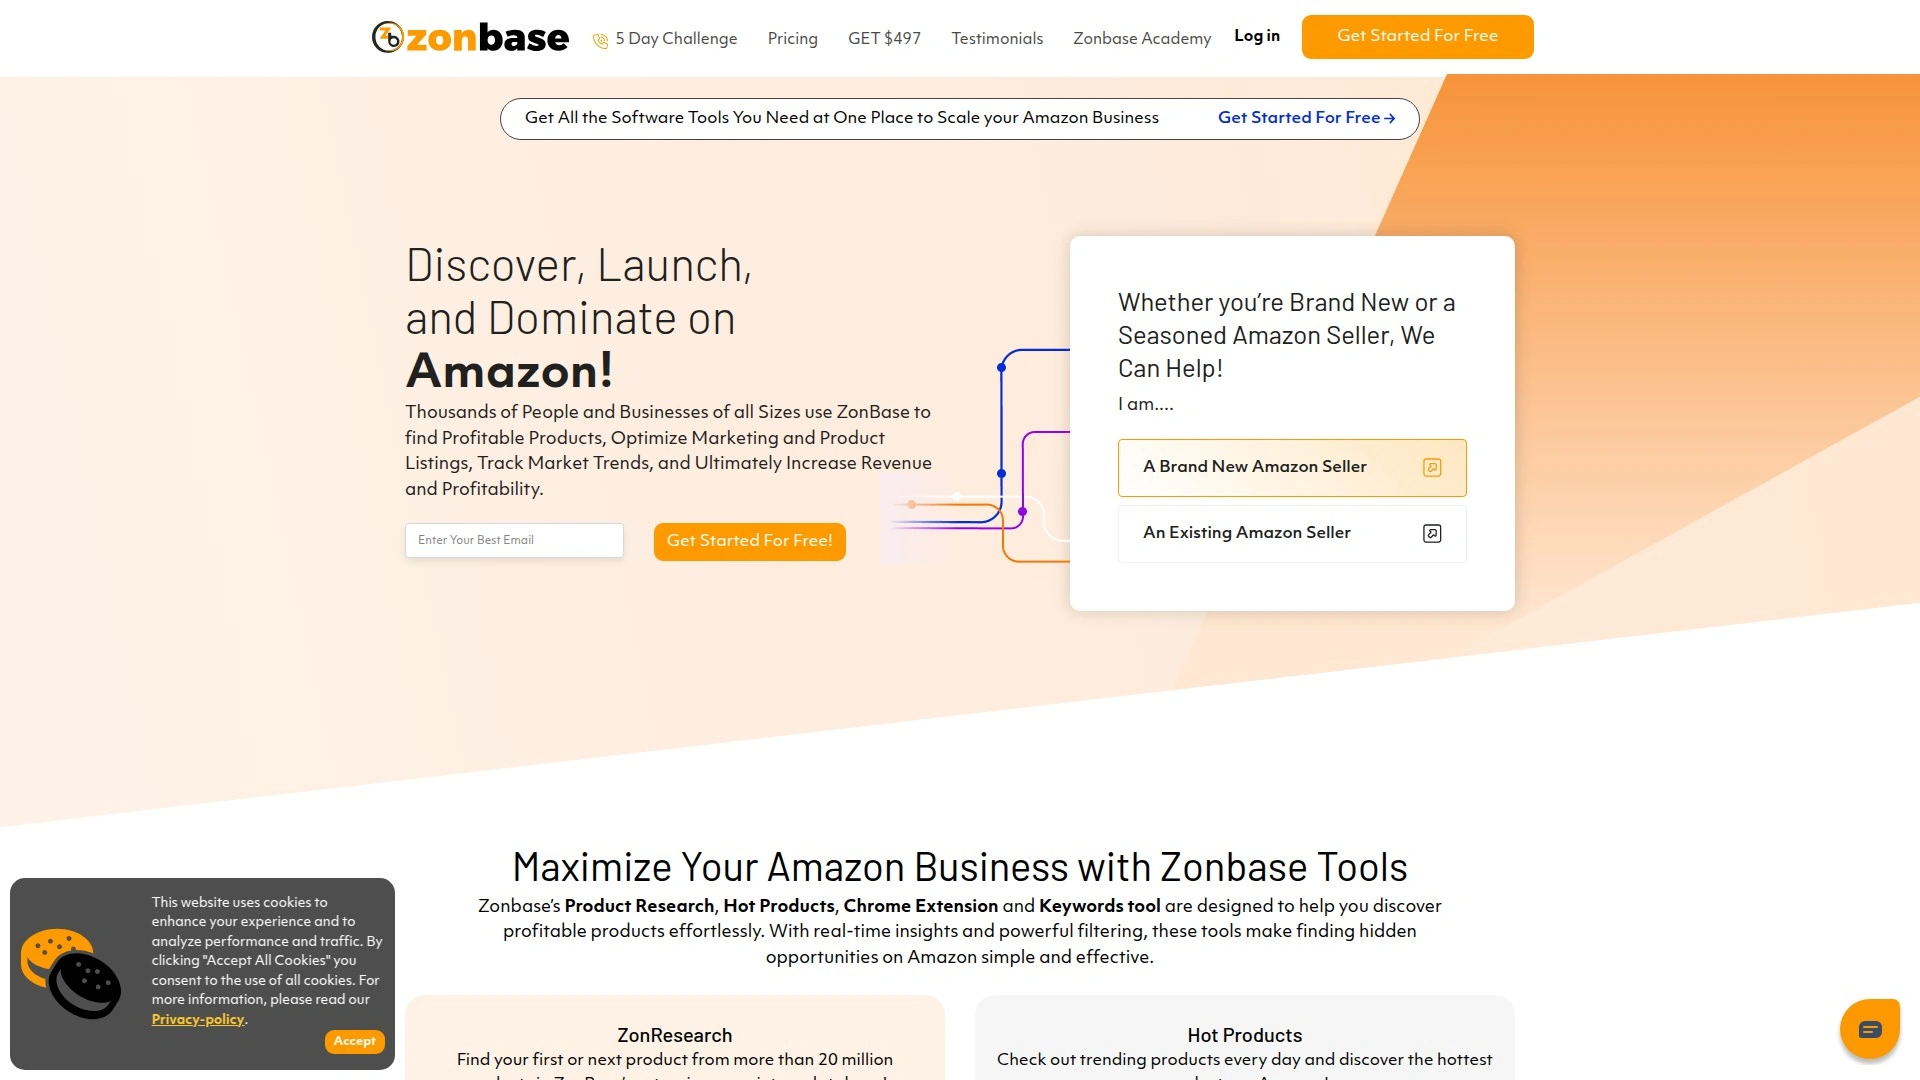 zonbase
5 Day Challenge
Pricing
GET $497
Testimonials
Zonbase Academy
Log in
Get Started For Free
Get All the Software Tools You Need at One Place to Scale your Amazon Business
Get Started For Free →
Discover, Launch,
and Dominate on
Amazon!
Thousands of People and Businesses of all Sizes use ZonBase to
find Profitable Products, Optimize Marketing and Product
Listings, Track Market Trends, and Ultimately Increase Revenue
and Profitability.
Enter Your Best Email
Get Started For Free!
Whether you’re Brand New or a
Seasoned Amazon Seller, We
Can Help!
I am....
A Brand New Amazon Seller
An Existing Amazon Seller
Maximize Your Amazon Business with Zonbase Tools
Zonbase’s Product Research, Hot Products, Chrome Extension and Keywords tool are designed to help you discover
profitable products effortlessly. With real-time insights and powerful filtering, these tools make finding hidden
opportunities on Amazon simple and effective.
ZonResearch
Find your first or next product from more than 20 million
Hot Products
Check out trending products every day and discover the hottest
This website uses cookies to
enhance your experience and to
analyze performance and traffic. By
clicking "Accept All Cookies" you
consent to the use of all cookies. For
more information, please read our
Privacy-policy.
Accept